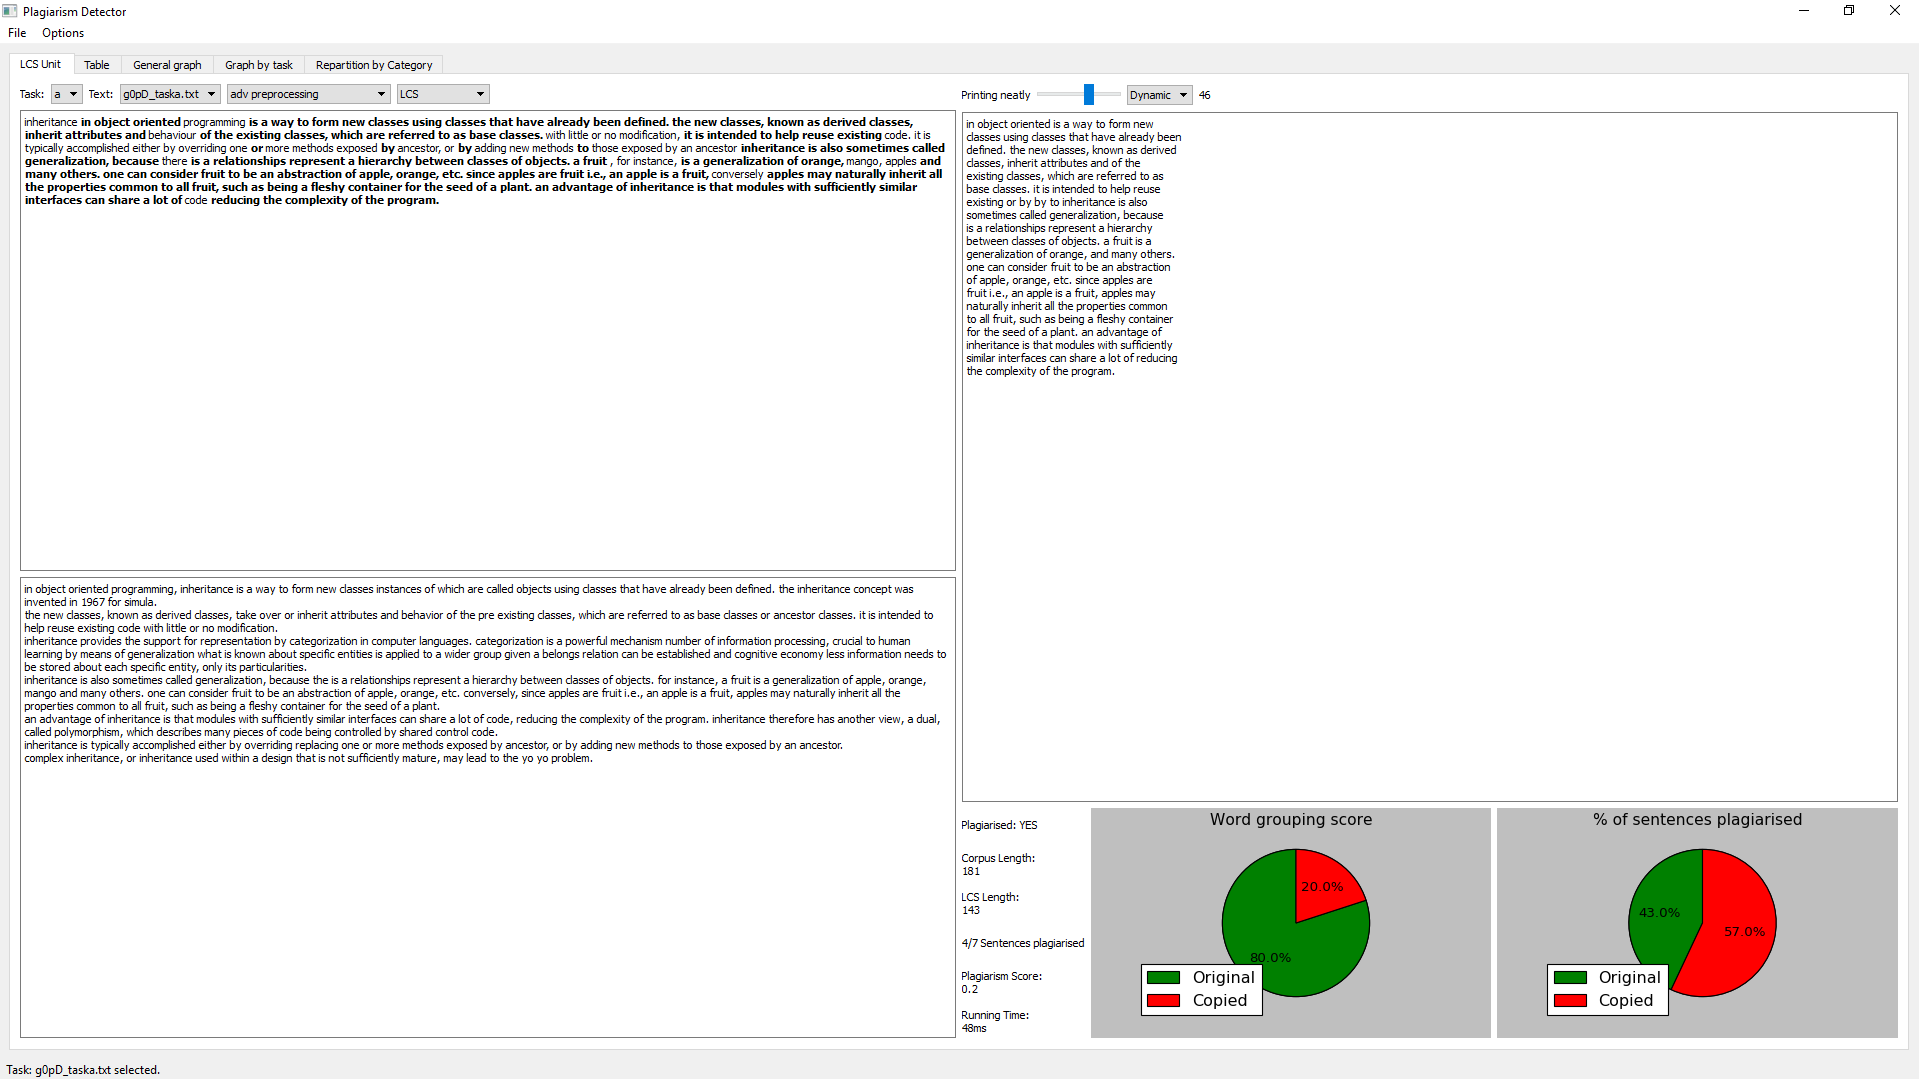 Plagiarism Detector
File Options
LCS Unit Table General graph Graph by task Repartition by Category
Task: a Text: g0pD_taska.txt adv preprocessing LCS
Printing neatly Dynamic 46
inheritance in object oriented programming is a way to form new classes using classes that have already been defined. the new classes, known as derived classes,
inherit attributes and behaviour of the existing classes, which are referred to as base classes. with little or no modification, it is intended to help reuse existing code. it is
typically accomplished either by overriding one or more methods exposed by ancestor, or by adding new methods to those exposed by an ancestor inheritance is also sometimes called
generalization, because there is a relationships represent a hierarchy between classes of objects. a fruit , for instance, is a generalization of orange, mango, apples and
many others. one can consider fruit to be an abstraction of apple, orange, etc. since apples are fruit i.e., an apple is a fruit, conversely apples may naturally inherit all
the properties common to all fruit, such as being a fleshy container for the seed of a plant. an advantage of inheritance is that modules with sufficiently similar
interfaces can share a lot of code reducing the complexity of the program.
in object oriented programming, inheritance is a way to form new classes instances of which are called objects using classes that have already been defined. the inheritance concept was
invented in 1967 for simula.
the new classes, known as derived classes, take over or inherit attributes and behavior of the pre existing classes, which are referred to as base classes or ancestor classes. it is intended to
help reuse existing code with little or no modification.
inheritance provides the support for representation by categorization in computer languages. categorization is a powerful mechanism number of information processing, crucial to human
learning by means of generalization what is known about specific entities is applied to a wider group given a belongs relation can be established and cognitive economy less information needs to
be stored about each specific entity, only its particularities.
inheritance is also sometimes called generalization, because the is a relationships represent a hierarchy between classes of objects. for instance, a fruit is a generalization of apple, orange,
mango and many others. one can consider fruit to be an abstraction of apple, orange, etc. conversely, since apples are fruit i.e., an apple is a fruit, apples may naturally inherit all the
properties common to all fruit, such as being a fleshy container for the seed of a plant.
an advantage of inheritance is that modules with sufficiently similar interfaces can share a lot of code, reducing the complexity of the program. inheritance therefore has another view, a dual,
called polymorphism, which describes many pieces of code being controlled by shared control code.
inheritance is typically accomplished either by overriding replacing one or more methods exposed by ancestor, or by adding new methods to those exposed by an ancestor.
complex inheritance, or inheritance used within a design that is not sufficiently mature, may lead to the yo yo problem.
in object oriented is a way to form new
classes using classes that have already been
defined. the new classes, known as derived
classes, inherit attributes and of the
existing classes, which are referred to as
base classes. it is intended to help reuse
existing or by by to inheritance is also
sometimes called generalization, because
is a relationships represent a hierarchy
between classes of objects. a fruit is a
generalization of orange, and many others.
one can consider fruit to be an abstraction
of apple, orange, etc. since apples are
fruit i.e., an apple is a fruit, apples may
naturally inherit all the properties common
to all fruit, such as being a fleshy container
for the seed of a plant. an advantage of
inheritance is that modules with sufficiently
similar interfaces can share a lot of reducing
the complexity of the program.
Plagiarised: YES
Corpus Length:
181
LCS Length:
143
4/7 Sentences plagiarised
Plagiarism Score:
0.2
Running Time:
48ms
Word grouping score
20.0%
80.0%
Original
Copied
% of sentences plagiarised
43.0%
57.0%
Original
Copied
Task: g0pD_taska.txt selected.